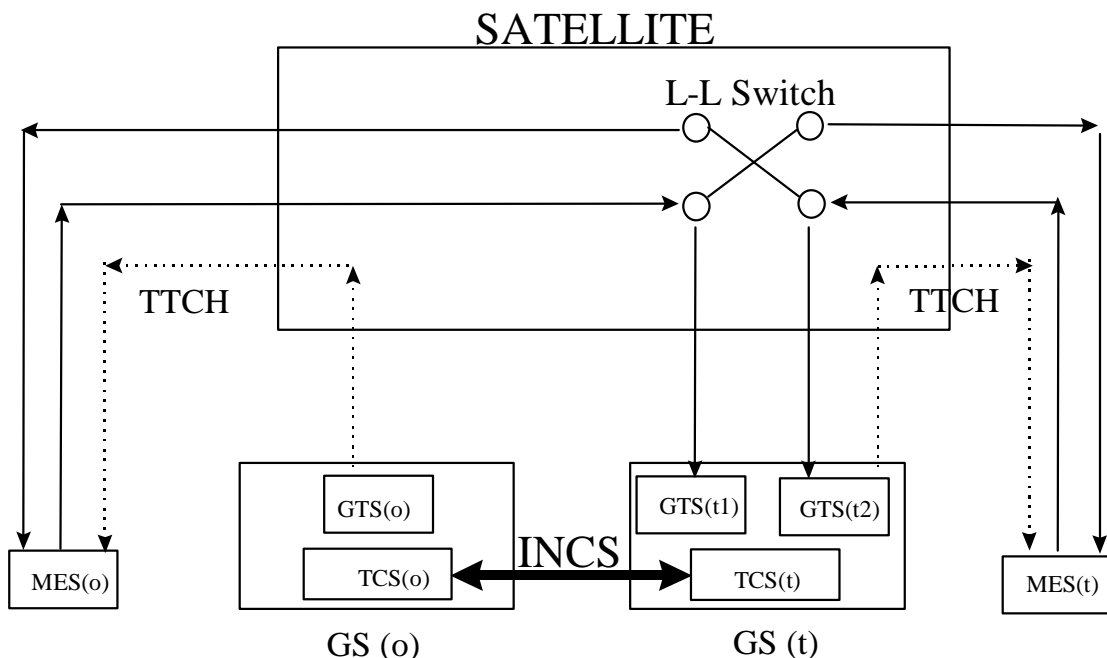 SATELLITE
L-L Switch
TTCH
TTCH
GTS(o)
GTS(t1)
GTS(t2)
INCS
MES(o)
TCS(o)
TCS(t)
MES(t)
GS (o)
GS (t)